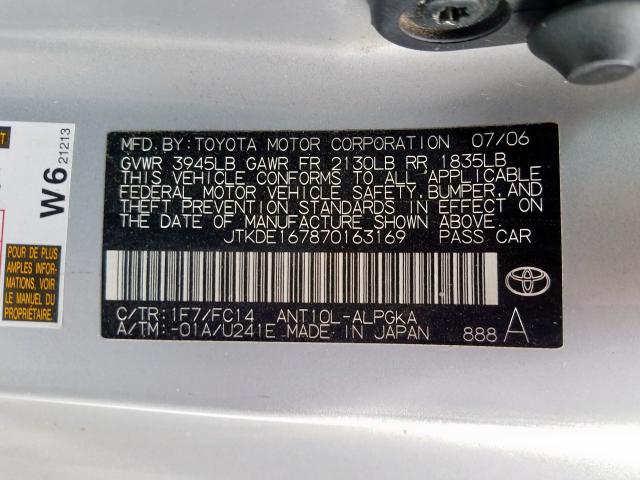 MFD. BY: TOYOTA MOTOR CORPORATION 07/06
GVWR 3945LB GAWR FR 2130LB RR 1835LB
THIS VEHICLE CONFORMS TO ALL APPLICABLE
FEDERAL MOTOR VEHICLE SAFETY, BUMPER, AND
THEFT PREVENTION STANDARDS IN EFFECT ON
THE DATE OF MANUFACTURE SHOWN ABOVE.
JTKDE167870163169 PASS CAR
C/TR: 1F7/FC14 ANT10L-ALPGKA
A/TM: -01A/U241E MADE IN JAPAN 888 A
W6 21213
POUR DE PLUS
AMPLES INFORMA-
TIONS, VOIR
LE MANUEL DU
PROPRIÉTAIRE